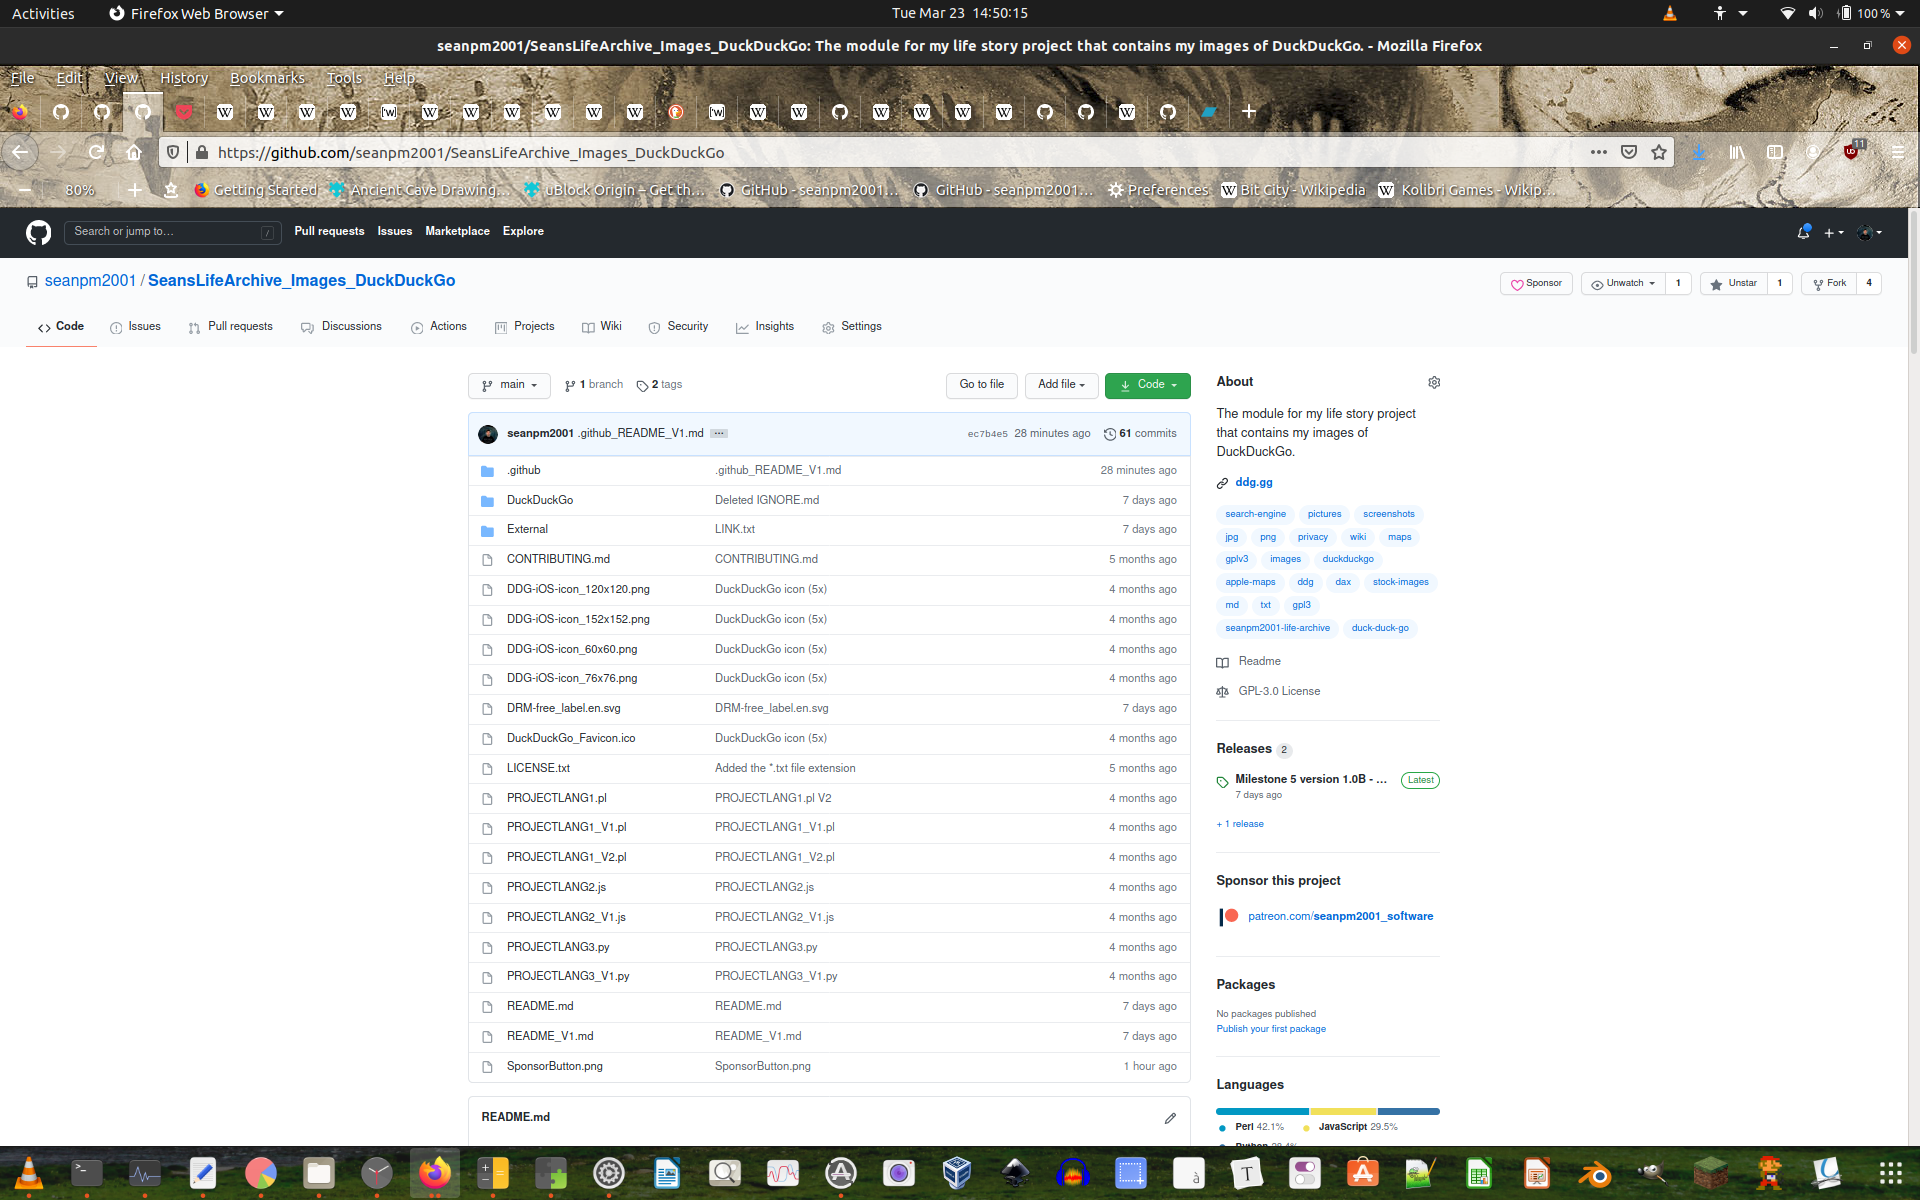 Activities Firefox Web Browser Tue Mar 23 14:50:15 100 %
seanpm2001/SeansLifeArchive_Images_DuckDuckGo: The module for my life story project that contains my images of DuckDuckGo. - Mozilla Firefox
File Edit View History Bookmarks Tools Help
https://github.com/seanpm2001/SeansLifeArchive_Images_DuckDuckGo ••• 11
80% Getting Started Ancient Cave Drawing… uBlock Origin – Get th… GitHub - seanpm2001… GitHub - seanpm2001… Preferences Bit City - Wikipedia Kolibri Games - Wikip…
Search or jump to… / Pull requests Issues Marketplace Explore
seanpm2001 / SeansLifeArchive_Images_DuckDuckGo Sponsor Unwatch 1 Unstar 1 Fork 4
Code Issues Pull requests Discussions Actions Projects Wiki Security Insights Settings
main 1 branch 2 tags Go to file Add file Code
seanpm2001 .github_README_V1.md … ec7b4e5 28 minutes ago 61 commits
.github .github_README_V1.md 28 minutes ago
DuckDuckGo Deleted IGNORE.md 7 days ago
External LINK.txt 7 days ago
CONTRIBUTING.md CONTRIBUTING.md 5 months ago
DDG-iOS-icon_120x120.png DuckDuckGo icon (5x) 4 months ago
DDG-iOS-icon_152x152.png DuckDuckGo icon (5x) 4 months ago
DDG-iOS-icon_60x60.png DuckDuckGo icon (5x) 4 months ago
DDG-iOS-icon_76x76.png DuckDuckGo icon (5x) 4 months ago
DRM-free_label.en.svg DRM-free_label.en.svg 7 days ago
DuckDuckGo_Favicon.ico DuckDuckGo icon (5x) 4 months ago
LICENSE.txt Added the *.txt file extension 5 months ago
PROJECTLANG1.pl PROJECTLANG1.pl V2 4 months ago
PROJECTLANG1_V1.pl PROJECTLANG1_V1.pl 4 months ago
PROJECTLANG1_V2.pl PROJECTLANG1_V2.pl 4 months ago
PROJECTLANG2.js PROJECTLANG2.js 4 months ago
PROJECTLANG2_V1.js PROJECTLANG2_V1.js 4 months ago
PROJECTLANG3.py PROJECTLANG3.py 4 months ago
PROJECTLANG3_V1.py PROJECTLANG3_V1.py 4 months ago
README.md README.md 7 days ago
README_V1.md README_V1.md 7 days ago
SponsorButton.png SponsorButton.png 1 hour ago
README.md
About
The module for my life story project
that contains my images of
DuckDuckGo.
ddg.gg
search-engine pictures screenshots
jpg png privacy wiki maps
gplv3 images duckduckgo
apple-maps ddg dax stock-images
md txt gpl3
seanpm2001-life-archive duck-duck-go
Readme
GPL-3.0 License
Releases 2
Milestone 5 version 1.0B - … Latest
7 days ago
+ 1 release
Sponsor this project
patreon.com/seanpm2001_software
Packages
No packages published
Publish your first package
Languages
Perl 42.1% JavaScript 29.5%
Python 28.4%